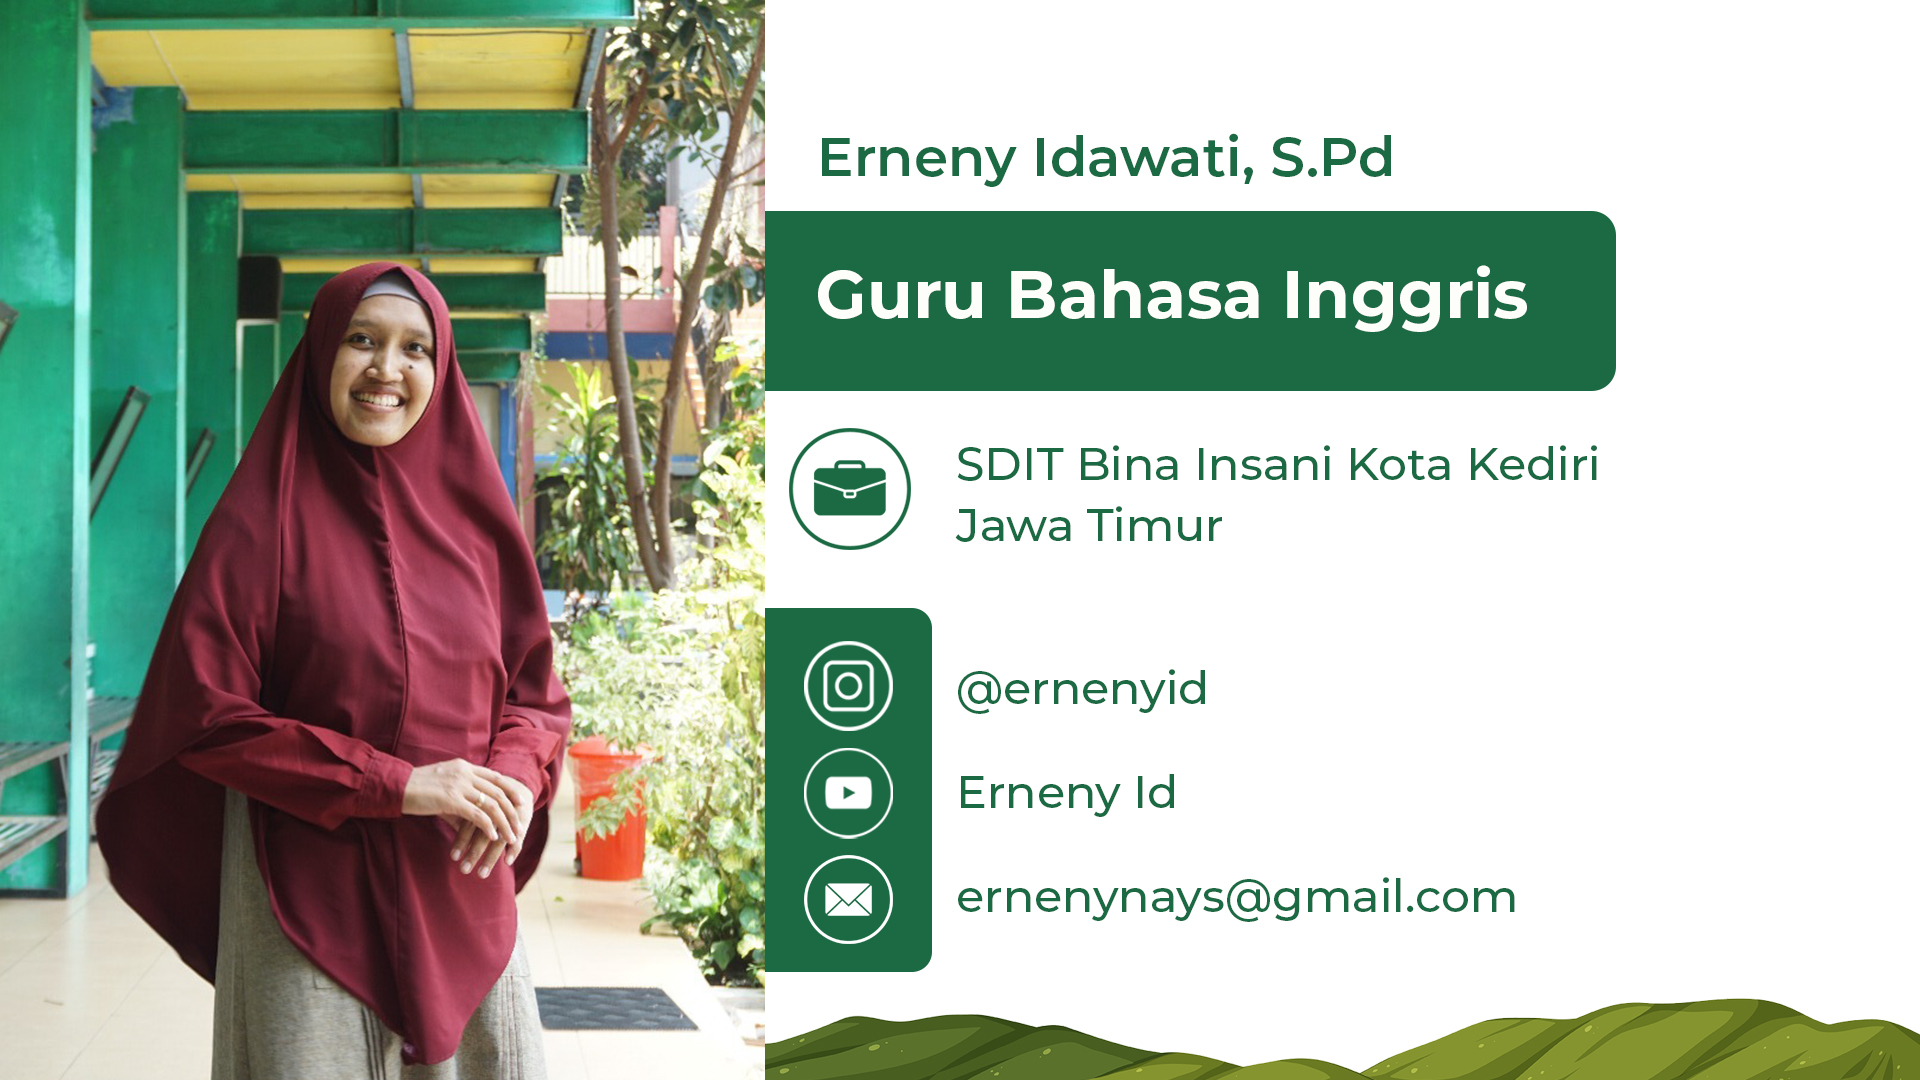 Erneny Idawati, S.Pd
Guru Bahasa Inggris
SDIT Bina Insani Kota Kediri
Jawa Timur
@ernenyid
Erneny Id
ernenynays@gmail.com